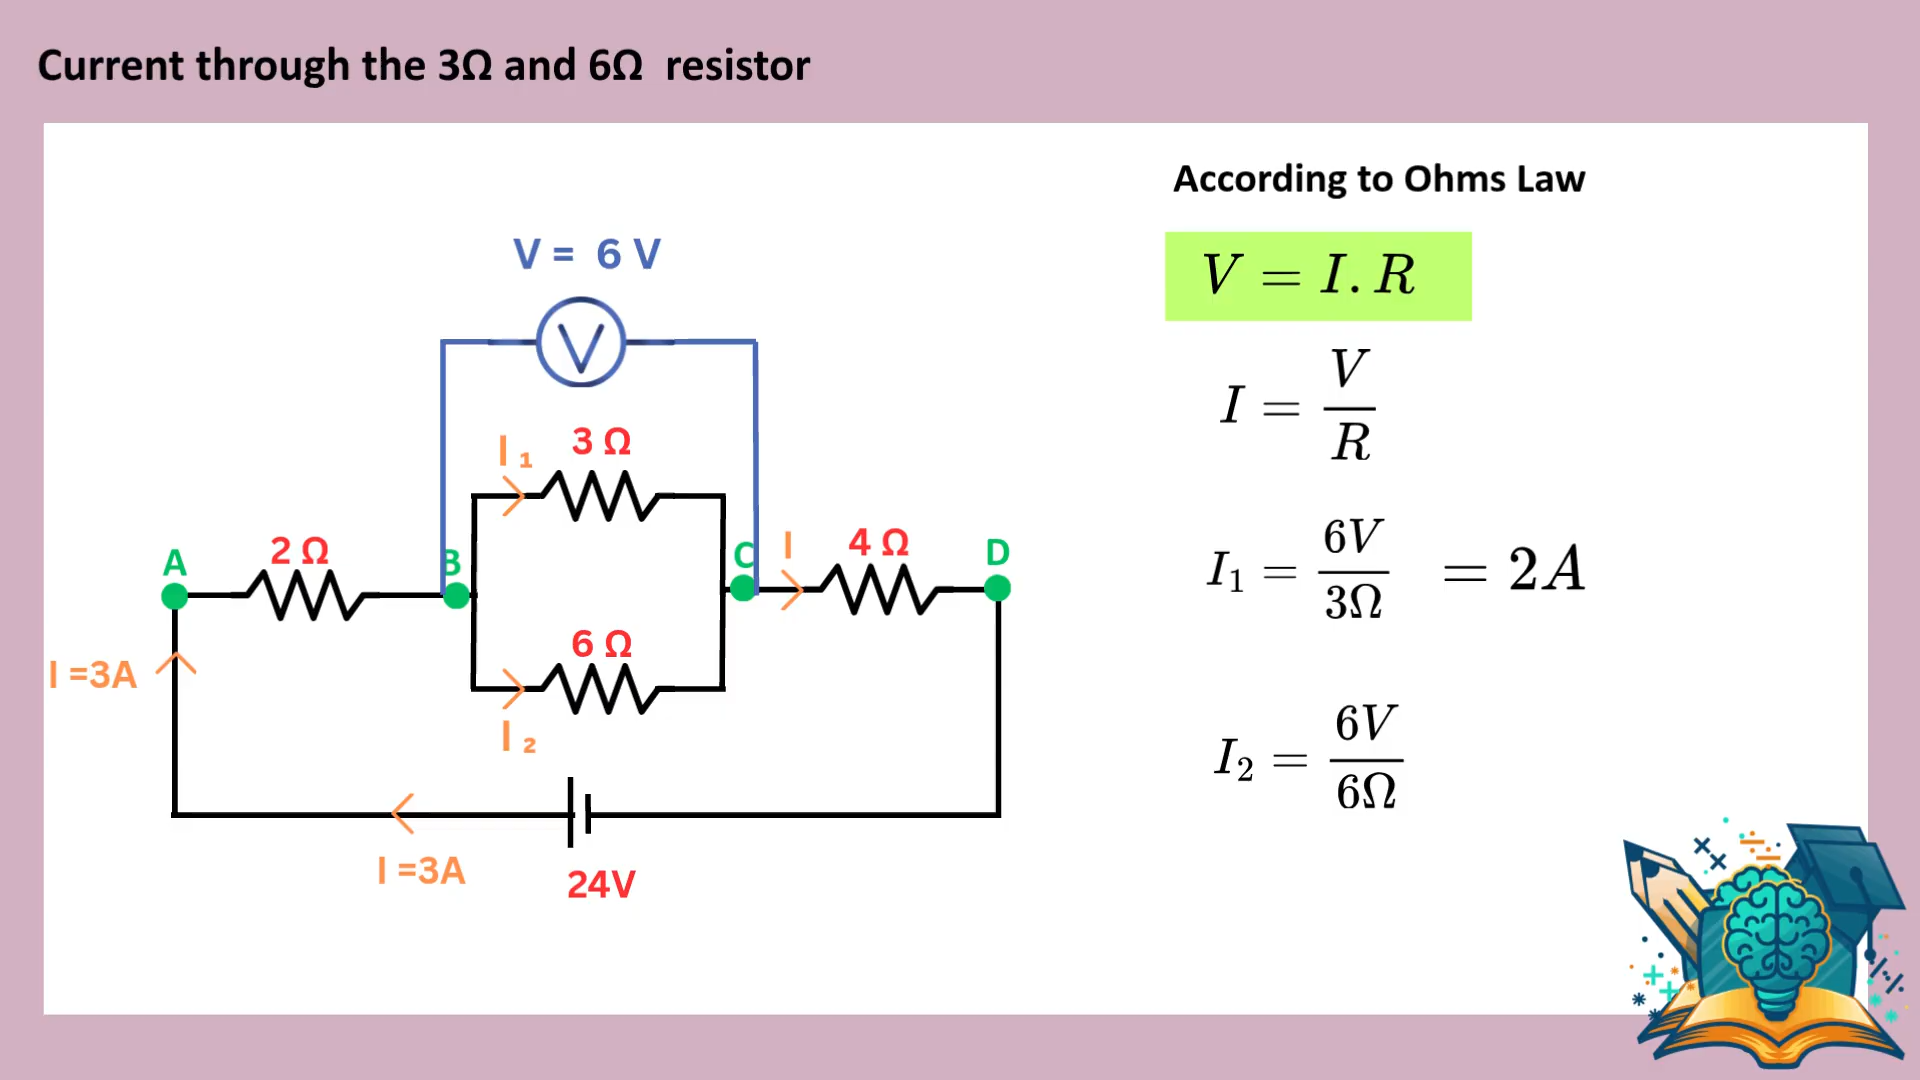 Current through the 3Ω and 6Ω resistor
According to Ohms Law
V = 6 V
V = I.R
V
I = V/R
I₁ 3 Ω
A 2 Ω B C I 4 Ω D
I₁ = 6V/3Ω = 2A
6 Ω
I =3A
I₂
I₂ = 6V/6Ω
I =3A
24V